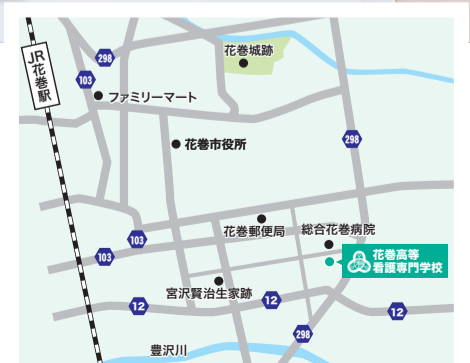 花巻城跡
298
JR花巻駅
103
ファミリーマート
298
花巻市役所
花巻郵便局
総合花巻病院
103
花巻高等
看護専門学校
103
宮沢賢治生家跡
12
12
12
298
豊沢川